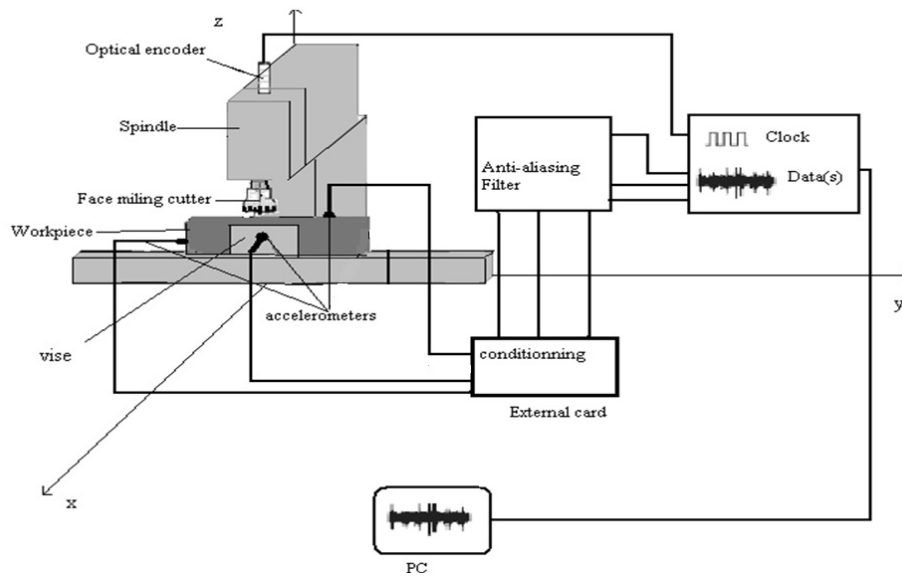 z
Optical encoder
Spindle
Face miling cutter
Workpiece
vise
accelerometers
x
y
Anti-aliasing
Filter
Clock
Data(s)
conditionning
External card
PC